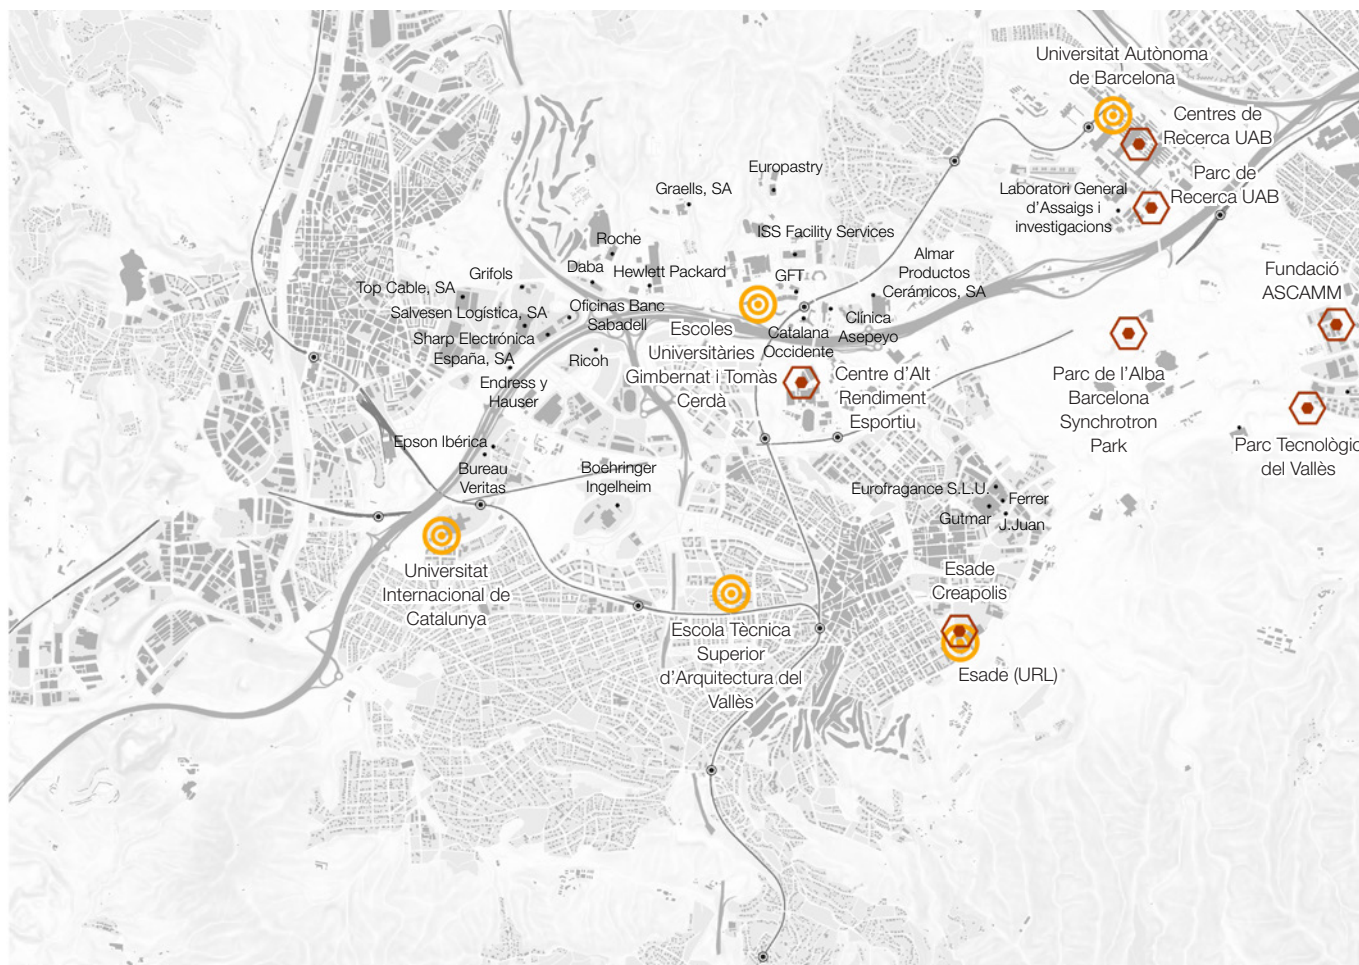 Universitat Autònoma
de Barcelona
Centres de
Recerca UAB
Parc de
Recerca UAB
Laboratori General
d'Assaigs i
investigacions
Europastry
Graells, SA
ISS Facility Services
Roche
Daba
Hewlett Packard
GFT
Almar
Productos
Cerámicos, SA
Fundació
ASCAMM
Grifols
Top Cable, SA
Salvesen Logística, SA
Sharp Electrónica
España, SA
Oficinas Banc
Sabadell
Ricoh
Endress y
Hauser
Escoles
Universitàries
Gimbernat i Tomàs
Cerdà
Catalana
Occidente
Clínica
Asepeyo
Centre d'Alt
Rendiment
Esportiu
Parc de l'Alba
Barcelona
Synchrotron
Park
Parc Tecnològic
del Vallès
Epson Ibérica
Bureau
Veritas
Boehringer
Ingelheim
Eurofragance S.L.U.
Ferrer
Gutmar
J.Juan
Universitat
Internacional de
Catalunya
Esade
Creapolis
Escola Tècnica
Superior
d'Arquitectura del
Vallès
Esade (URL)